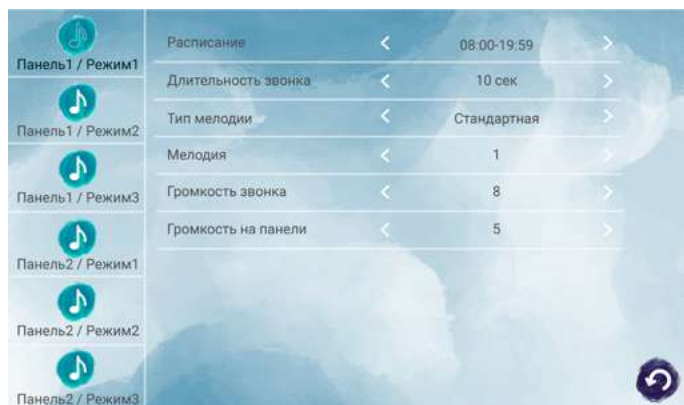 Панель1 / Режим1
Панель1 / Режим2
Панель1 / Режим3
Панель2 / Режим1
Панель2 / Режим2
Панель2 / Режим3
Расписание 08:00-19:59
Длительность звонка 10 сек
Тип мелодии Стандартная
Мелодия 1
Громкость звонка 8
Громкость на панели 5